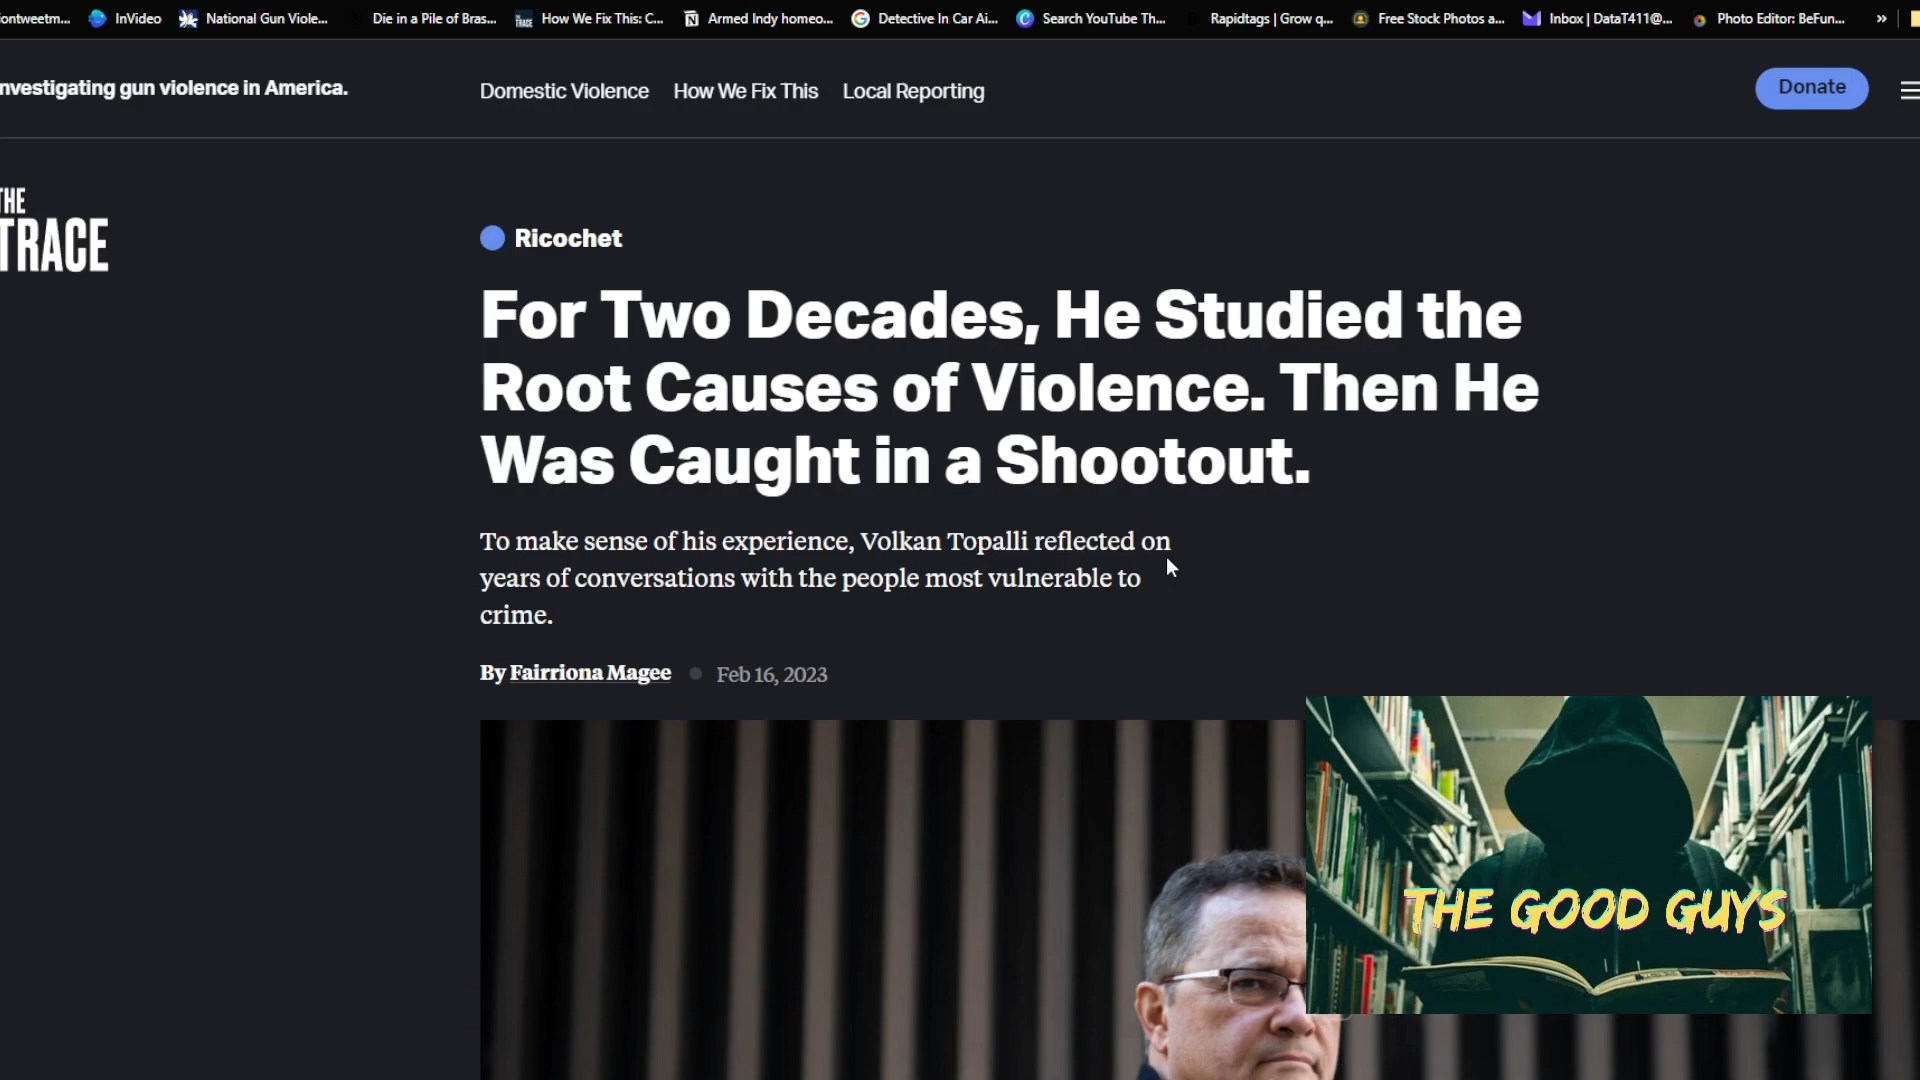 iontweetm...
InVideo
National Gun Viole...
Die in a Pile of Bras...
How We Fix This: C...
Armed Indy homeo...
Detective In Car Ai...
Search YouTube Th...
Rapidtags | Grow q...
Free Stock Photos a...
Inbox | DataT411@...
Photo Editor: BeFun...
»
nvestigating gun violence in America.
Domestic Violence
How We Fix This
Local Reporting
Donate
THE
TRACE
Ricochet
For Two Decades, He Studied the
Root Causes of Violence. Then He
Was Caught in a Shootout.
To make sense of his experience, Volkan Topalli reflected on
years of conversations with the people most vulnerable to
crime.
By Fairriona Magee
Feb 16, 2023
THE GOOD GUYS